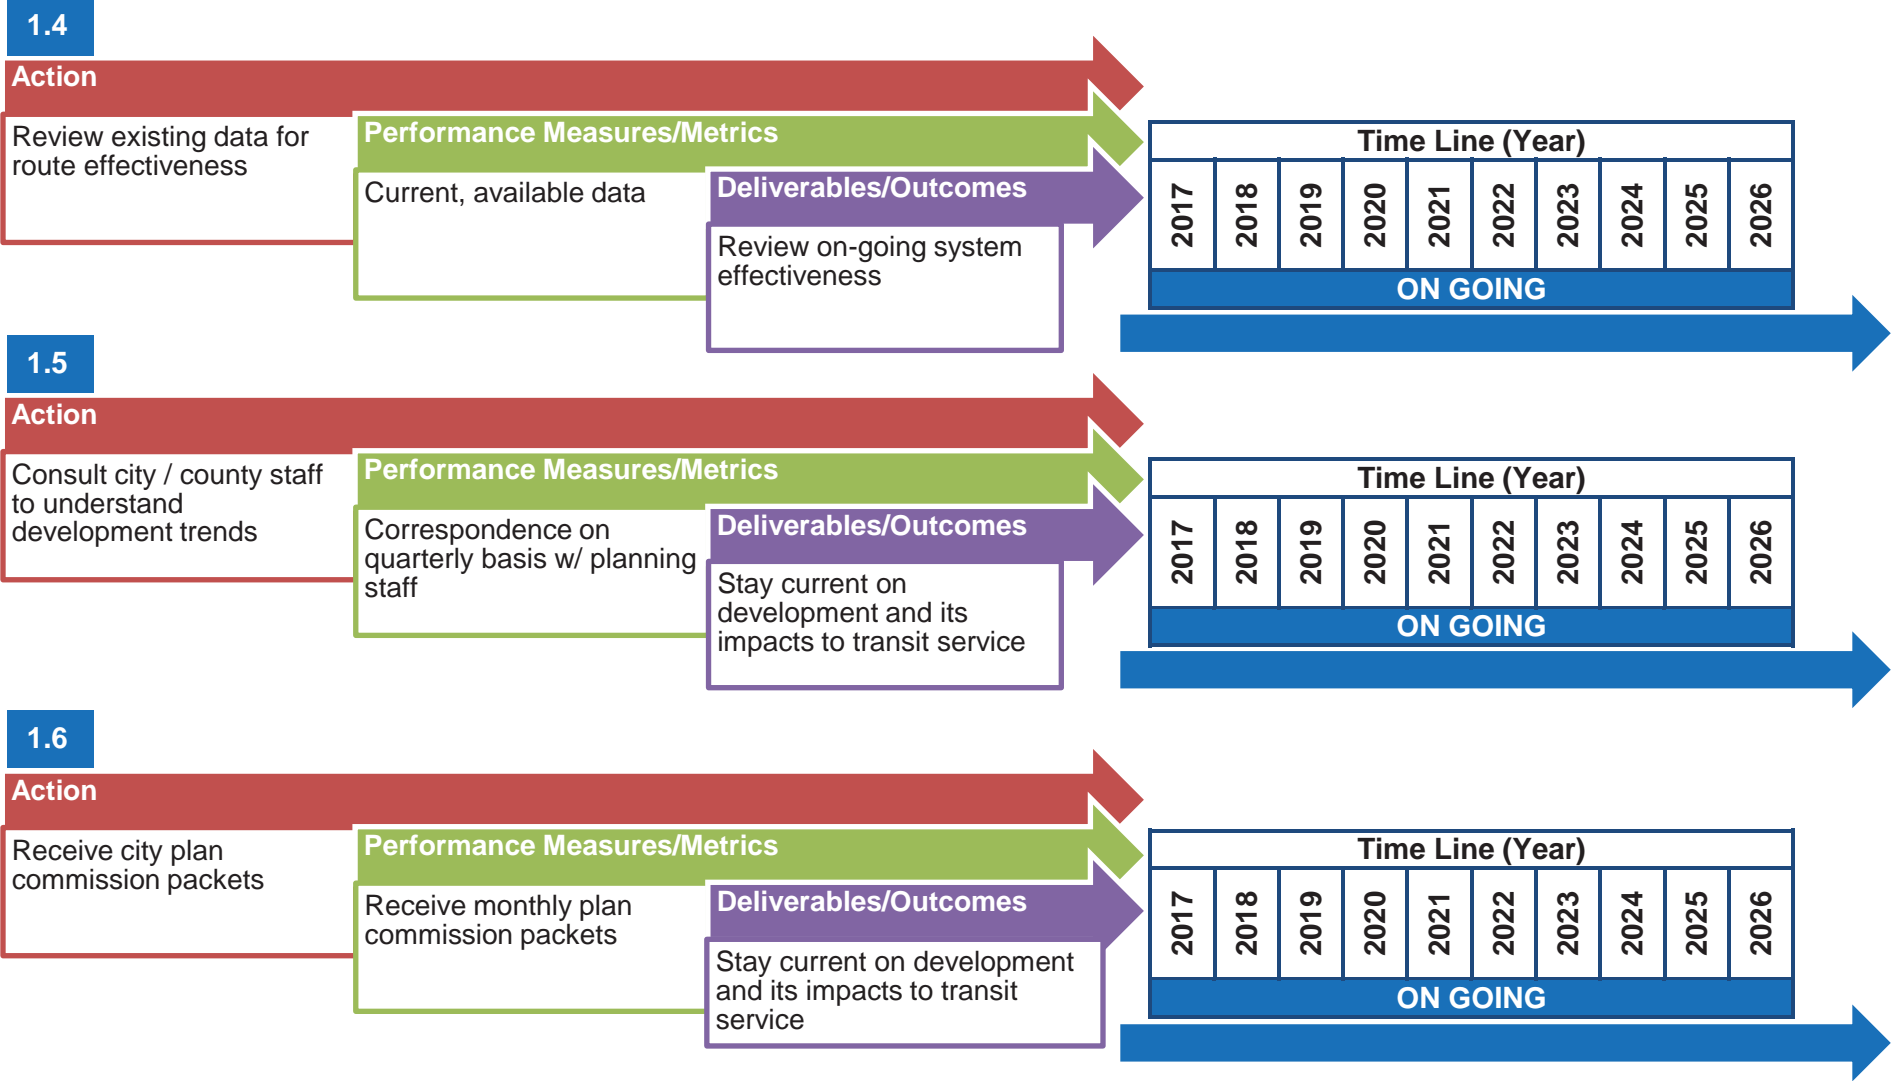 1.4
Action
Review existing data for
route effectiveness
Performance Measures/Metrics
Current, available data
Deliverables/Outcomes
Review on-going system
effectiveness
Time Line (Year)
2017 2018 2019 2020 2021 2022 2023 2024 2025 2026
ON GOING
1.5
Action
Consult city / county staff
to understand
development trends
Performance Measures/Metrics
Correspondence on
quarterly basis w/ planning
staff
Deliverables/Outcomes
Stay current on
development and its
impacts to transit service
Time Line (Year)
2017 2018 2019 2020 2021 2022 2023 2024 2025 2026
ON GOING
1.6
Action
Receive city plan
commission packets
Performance Measures/Metrics
Receive monthly plan
commission packets
Deliverables/Outcomes
Stay current on development
and its impacts to transit
service
Time Line (Year)
2017 2018 2019 2020 2021 2022 2023 2024 2025 2026
ON GOING